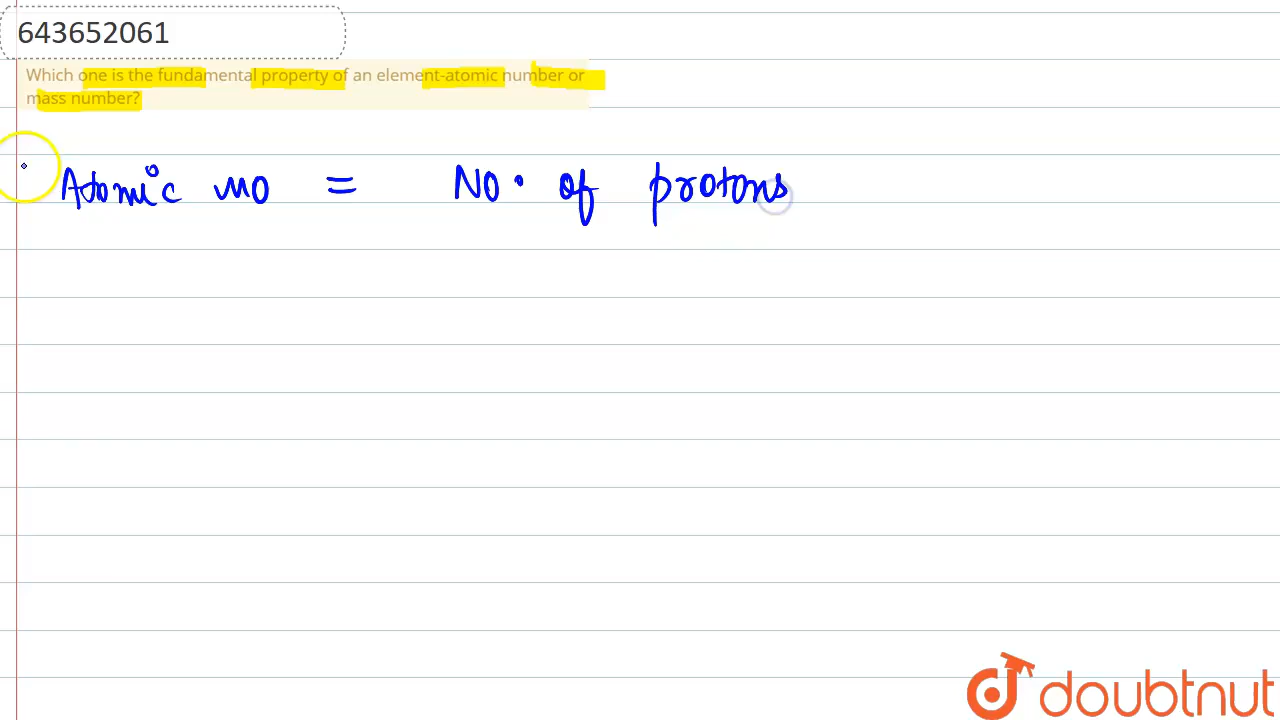 643652061
Which one is the fundamental property of an element-atomic number or
mass number?
Atomic no = No. of protons
doubtnut